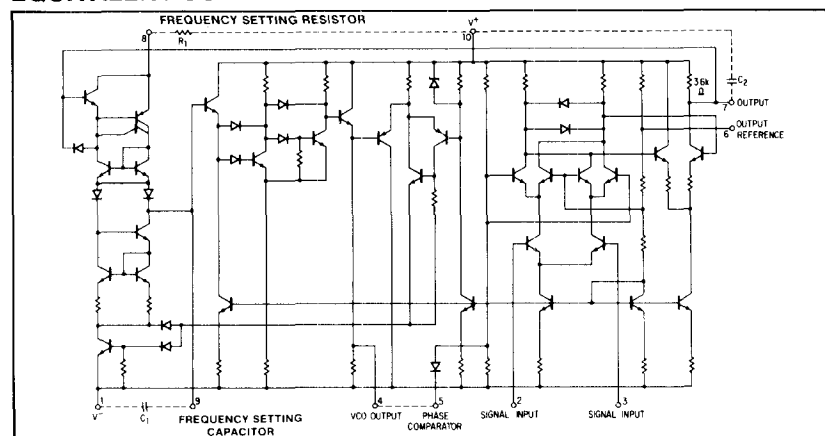 FREQUENCY SETTING RESISTOR
8
R1
V+
10
C2
3.6k
Ω
7 OUTPUT
6 OUTPUT
REFERENCE
1
V-
C1
9
FREQUENCY SETTING
CAPACITOR
4
VCO OUTPUT
5
PHASE
COMPARATOR
2
SIGNAL INPUT
3
SIGNAL INPUT